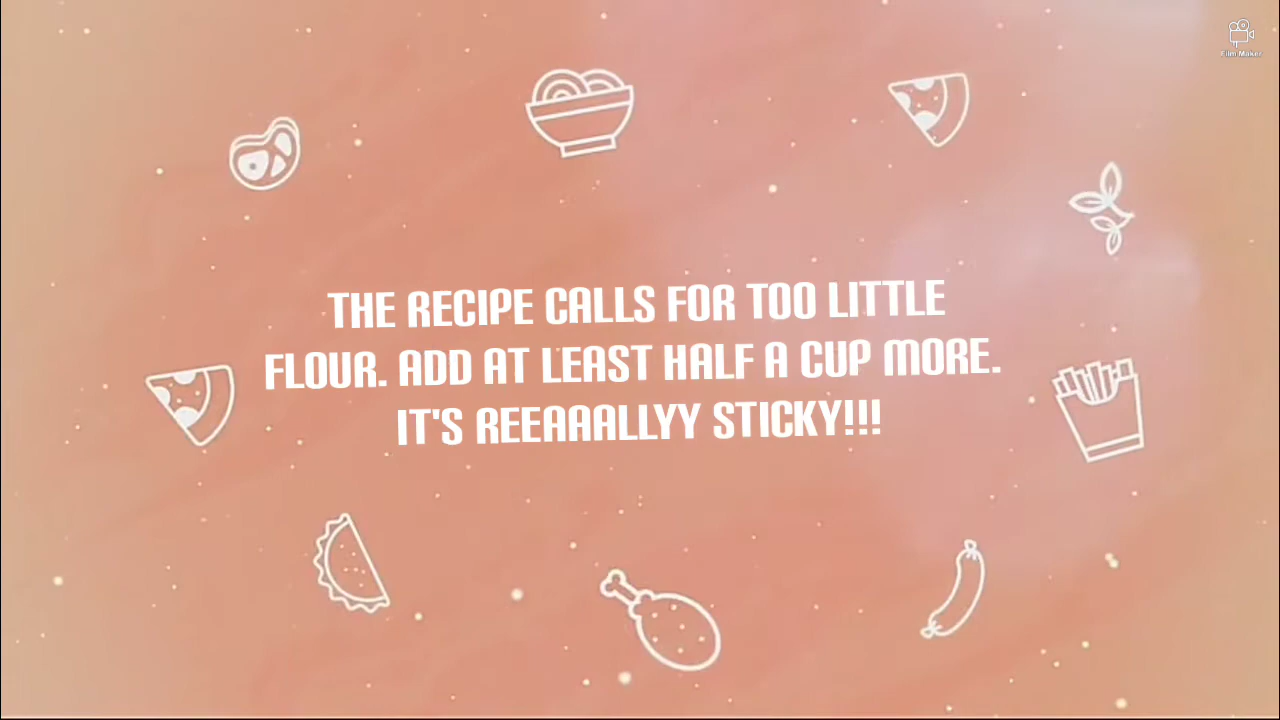 Film Maker
THE RECIPE CALLS FOR TOO LITTLE
FLOUR. ADD AT LEAST HALF A CUP MORE.
IT'S REEAAALLYY STICKY!!!